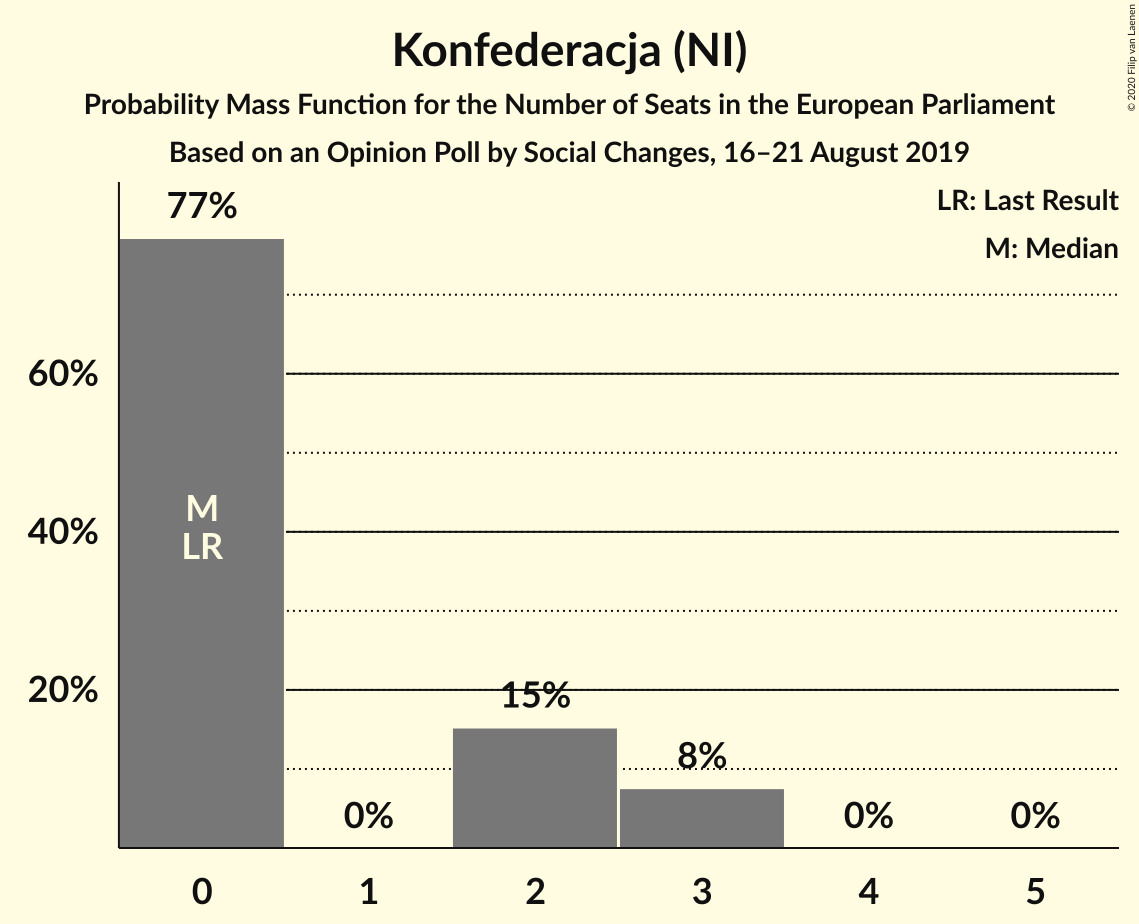 Konfederacja (NI)
Probability Mass Function for the Number of Seats in the European Parliament
Based on an Opinion Poll by Social Changes, 16–21 August 2019
© 2020 Filip van Laenen
LR: Last Result
M: Median
77%
60%
40%
20%
M
LR
0%
15%
8%
0%
0%
0 1 2 3 4 5